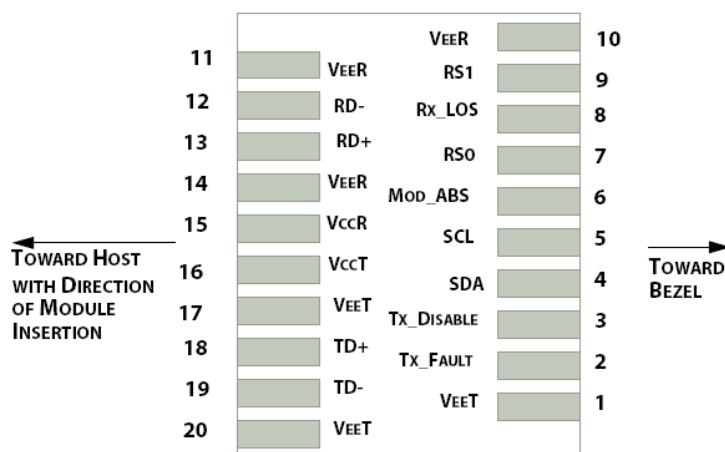 VEER 10
11 VEER RS1 9
12 RD- RX_LOS 8
13 RD+ RS0 7
14 VEER MOD_ABS 6
15 VCCR SCL 5
16 VCCT SDA 4
17 VEET TX_DISABLE 3
18 TD+ TX_FAULT 2
19 TD- VEET 1
20 VEET
TOWARD HOST
WITH DIRECTION
OF MODULE
INSERTION
TOWARD
BEZEL